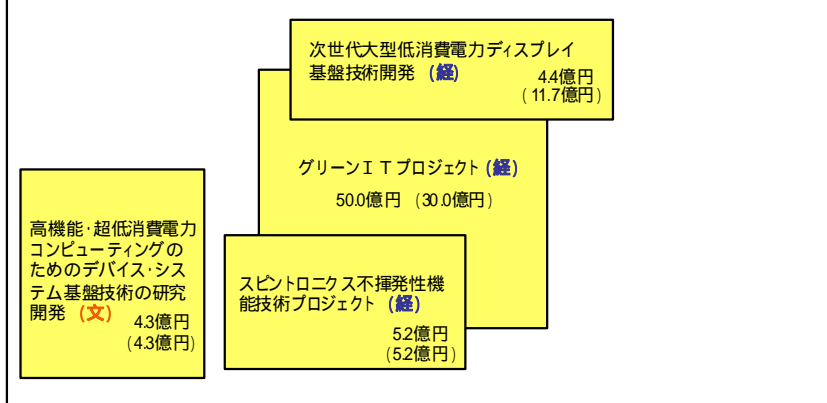 次世代大型低消費電力ディスプレイ
基盤技術開発 (経)
4.4億円
(11.7億円)
グリーンITプロジェクト(経)
50.0億円 (30.0億円)
高機能・超低消費電力
コンピューティングの
ためのデバイス・シス
テム基盤技術の研究
開発 (文)
4.3億円
(4.3億円)
スピントロニクス不揮発性機
能技術プロジェクト (経)
5.2億円
(5.2億円)